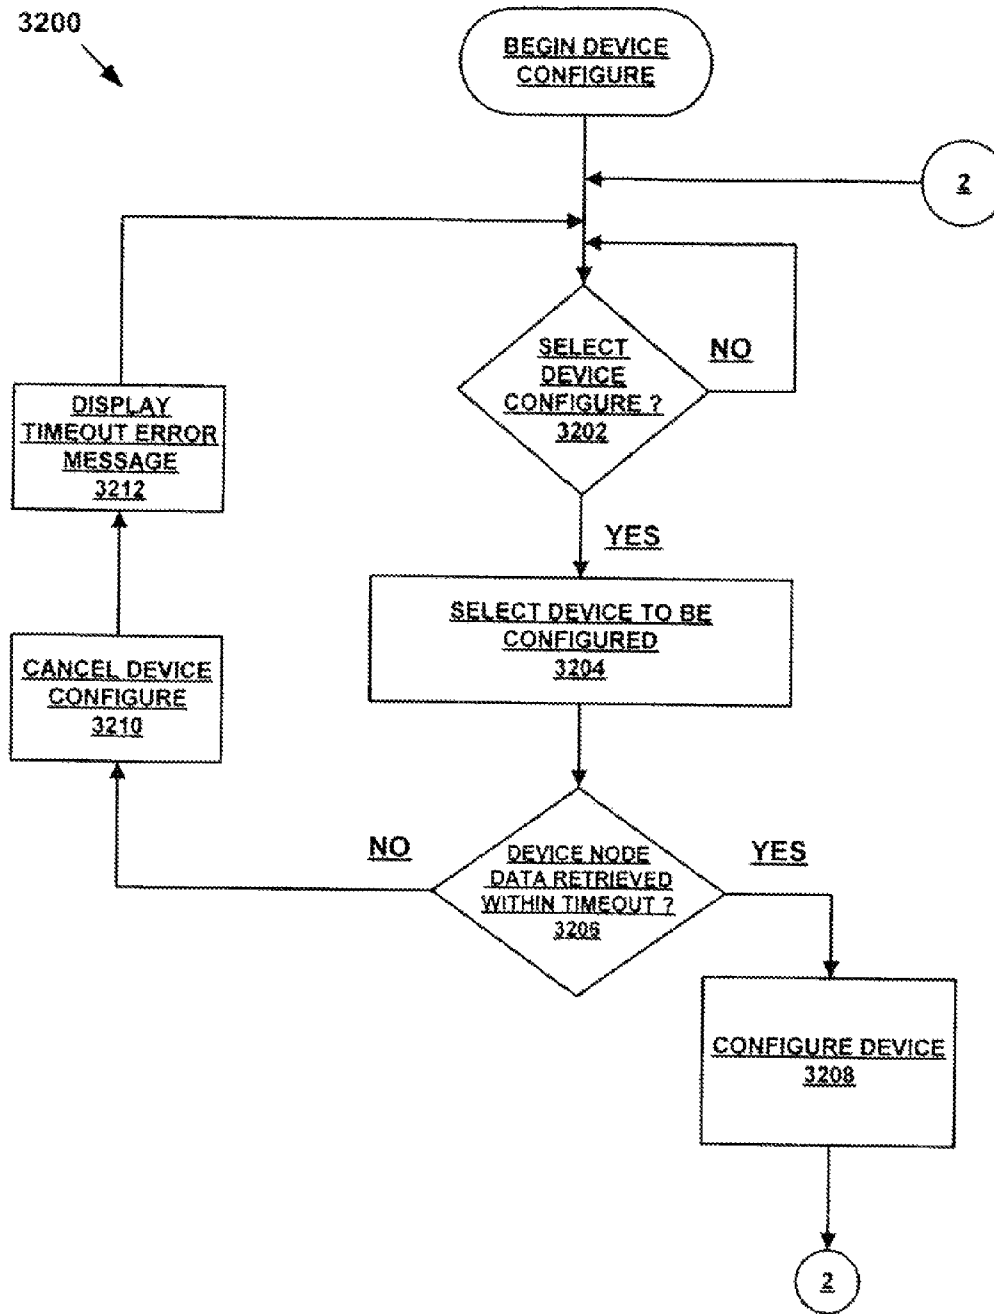 3200
BEGIN DEVICE
CONFIGURE
2
SELECT
DEVICE
CONFIGURE ?
3202
NO
DISPLAY
TIMEOUT ERROR
MESSAGE
3212
YES
SELECT DEVICE TO BE
CONFIGURED
3204
CANCEL DEVICE
CONFIGURE
3210
NO
DEVICE NODE
DATA RETRIEVED
WITHIN TIMEOUT ?
3206
YES
CONFIGURE DEVICE
3208
2